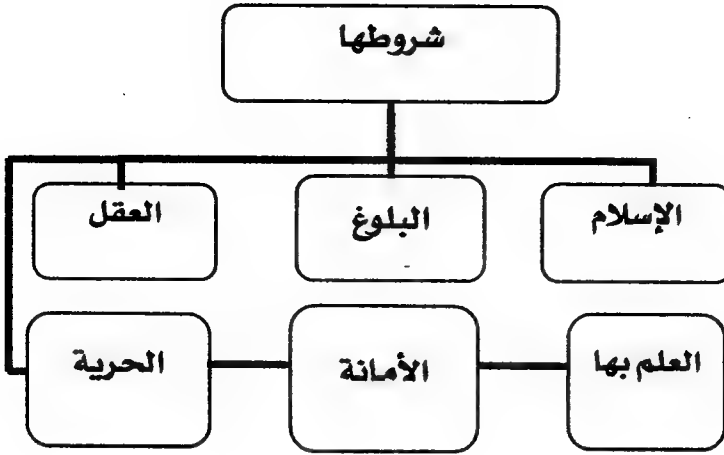 شروطها
الإسلام
البلوغ
العقل
العلم بها
الأمانة
الحرية